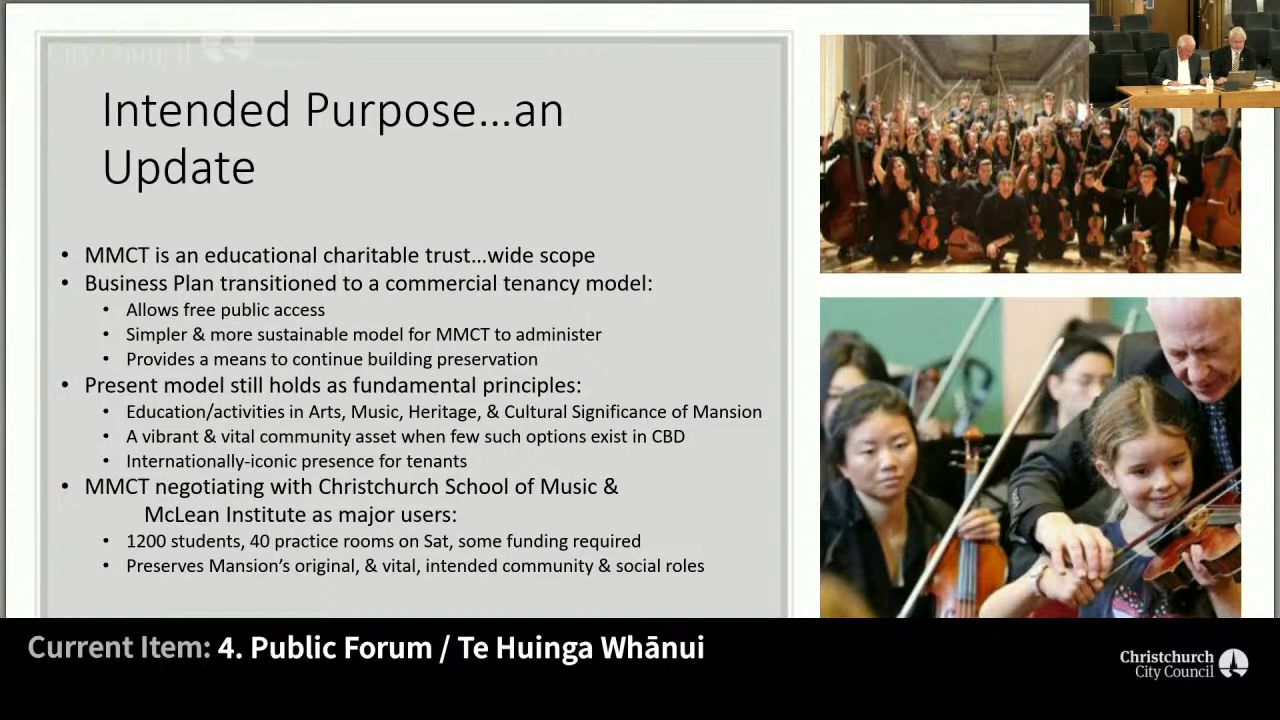 City Council
Intended Purpose...an
Update
• MMCT is an educational charitable trust...wide scope
• Business Plan transitioned to a commercial tenancy model:
• Allows free public access
• Simpler & more sustainable model for MMCT to administer
• Provides a means to continue building preservation
• Present model still holds as fundamental principles:
• Education/activities in Arts, Music, Heritage, & Cultural Significance of Mansion
• A vibrant & vital community asset when few such options exist in CBD
• Internationally-iconic presence for tenants
• MMCT negotiating with Christchurch School of Music &
McLean Institute as major users:
• 1200 students, 40 practice rooms on Sat, some funding required
• Preserves Mansion's original, & vital, intended community & social roles
Current Item: 4. Public Forum / Te Huinga Whānui
Christchurch
City Council